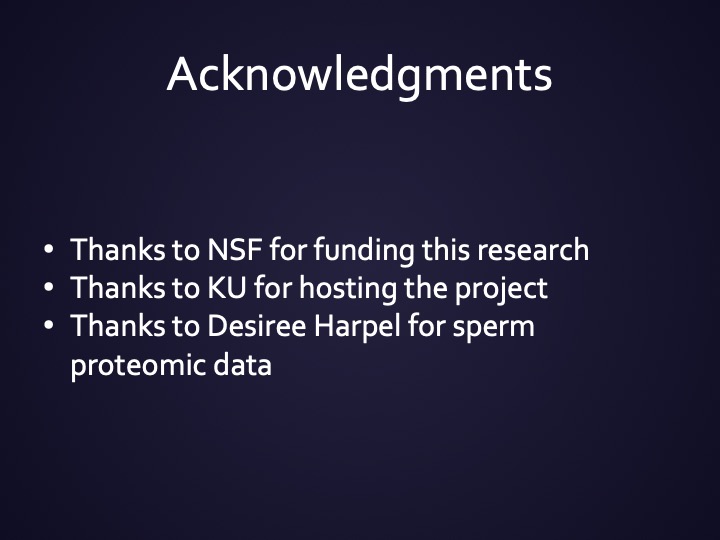 Acknowledgments
• Thanks to NSF for funding this research
• Thanks to KU for hosting the project
• Thanks to Desiree Harpel for sperm
proteomic data